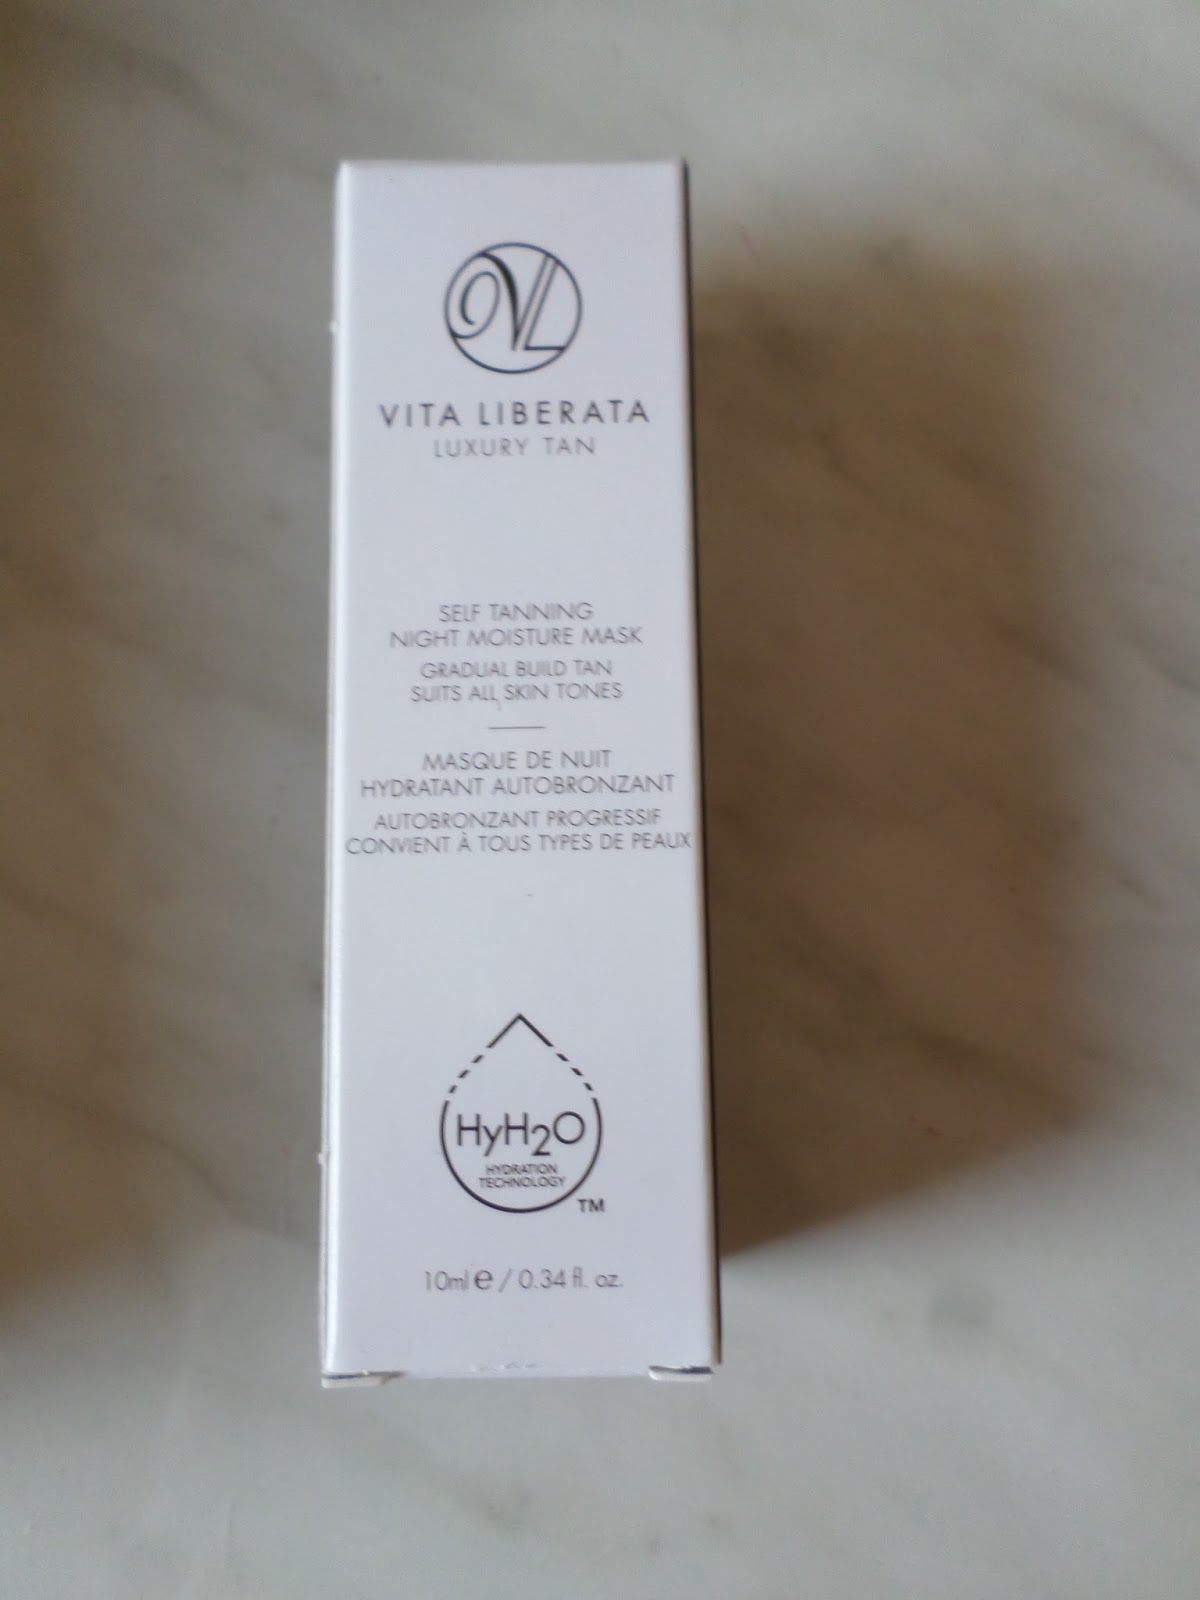 VL
VITA LIBERATA
LUXURY TAN
SELF TANNING
NIGHT MOISTURE MASK
GRADUAL BUILD TAN
SUITS ALL SKIN TONES
MASQUE DE NUIT
HYDRATANT AUTOBRONZANT
AUTOBRONZANT PROGRESSIF
CONVIENT À TOUS TYPES DE PEAUX
HyH2O
HYDRATION
TECHNOLOGY
TM
10ml e / 0.34 fl. oz.